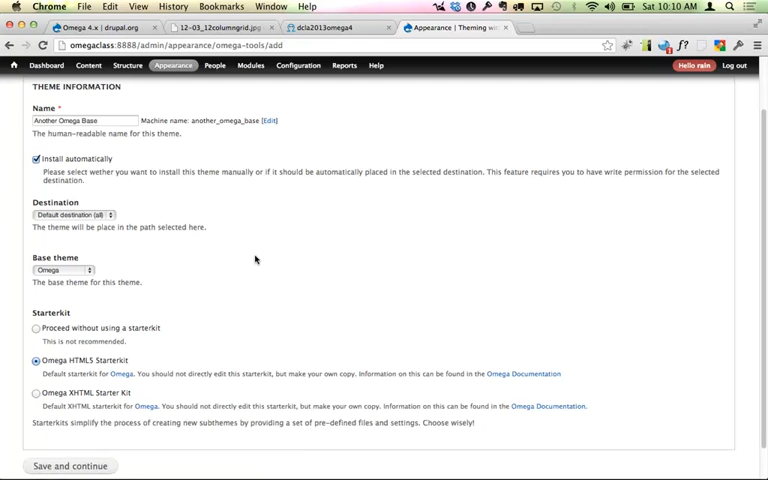 Chrome File Edit View History Bookmarks Window Help Sat 10:10 AM
Omega 4.x | drupal.org 12-03_12columngrid.jpg dcla2013omega4 Appearance | Theming wi
omegaclass:8888/admin/appearance/omega-tools/add
Dashboard Content Structure Appearance People Modules Configuration Reports Help Hello rain Log out
THEME INFORMATION
Name *
Another Omega Base Machine name: another_omega_base [Edit]
The human-readable name for this theme.
Install automatically
Please select wether you want to install this theme manually or if it should be automatically placed in the selected destination. This feature requires you to have write permission for the selected
destination.
Destination
Default destination (all)
The theme will be place in the path selected here.
Base theme
Omega
The base theme for this theme.
Starterkit
Proceed without using a starterkit
This is not recommended.
Omega HTML5 Starterkit
Default starterkit for Omega. You should not directly edit this starterkit, but make your own copy. Information on this can be found in the Omega Documentation
Omega XHTML Starter Kit
Default XHTML starterkit for Omega. You should not directly edit this starterkit, but make your own copy. Information on this can be found in the Omega Documentation.
Starterkits simplify the process of creating new subthemes by providing a set of pre-defined files and settings. Choose wisely!
Save and continue